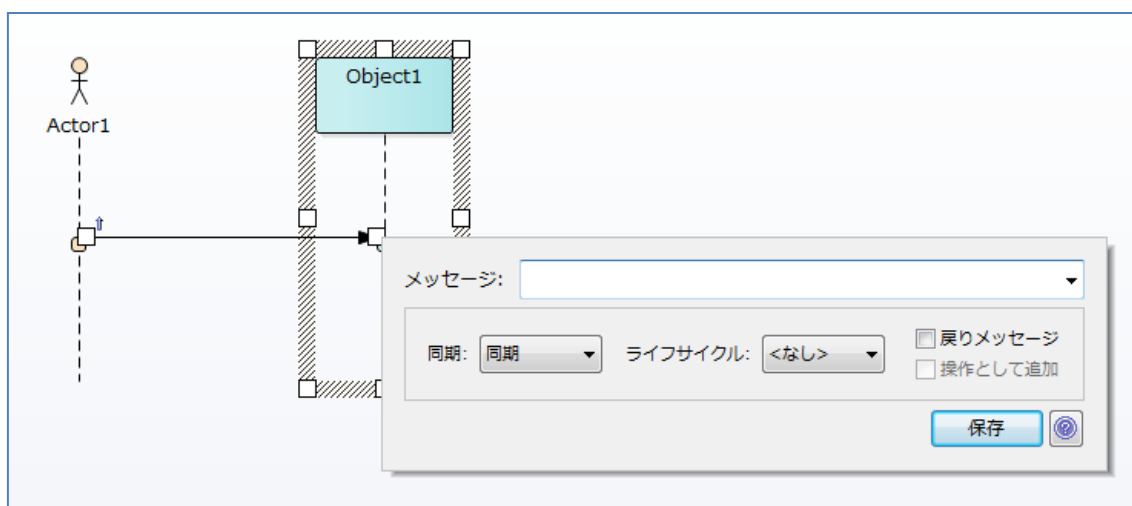 Object1
Actor1
メッセージ:
同期: 同期 ライフサイクル: <なし> 戻りメッセージ
操作として追加
保存